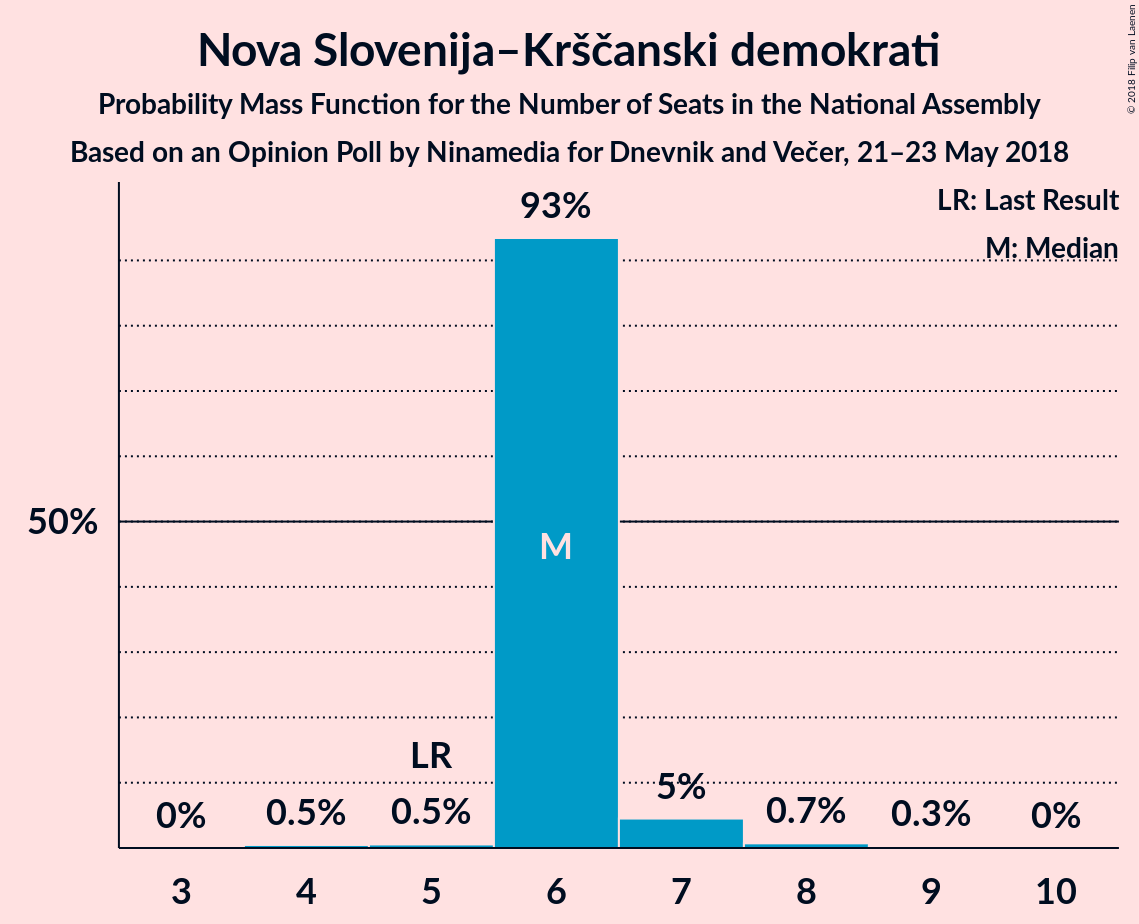 Nova Slovenija–Krščanski demokrati
Probability Mass Function for the Number of Seats in the National Assembly
Based on an Opinion Poll by Ninamedia for Dnevnik and Večer, 21–23 May 2018
© 2018 Filip van Laenen
LR: Last Result
M: Median
93%
50%
M
LR
0%
0.5%
0.5%
5%
0.7%
0.3%
0%
3
4
5
6
7
8
9
10